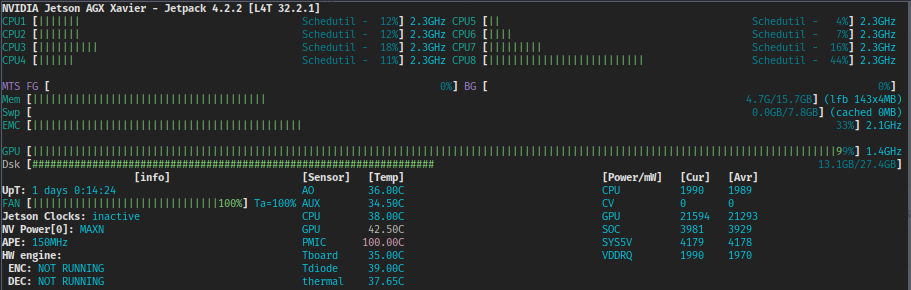 NVIDIA Jetson AGX Xavier - Jetpack 4.2.2 [L4T 32.2.1]
CPU1 [||||||| Schedutil - 12%] 2.3GHz CPU5 [|| Schedutil - 4%] 2.3GHz
CPU2 [||||||| Schedutil - 12%] 2.3GHz CPU6 [|||| Schedutil - 7%] 2.3GHz
CPU3 [|||||||||| Schedutil - 18%] 2.3GHz CPU7 [||||||||| Schedutil - 16%] 2.3GHz
CPU4 [|||||| Schedutil - 11%] 2.3GHz CPU8 [|||||||||||||||||||||||||| Schedutil - 44%] 2.3GHz
MTS FG [ 0%] BG [ 0%]
Mem [||||||||||||||||||||||||||||||||||||||| 4.7G/15.7GB] (lfb 143x4MB)
Swp [ 0.0GB/7.8GB] (cached 0MB)
EMC [||||||||||||||||||||||||||||||||||||||||||||| 33%] 2.1GHz
GPU [||||||||||||||||||||||||||||||||||||||||||||||||||||||||||||||||||||||||||||||||||||||||||||||||||||||||||||||||||||||||||||||||||||||99%] 1.4GHz
Dsk [################################################################### 13.1GB/27.4GB]
[info] [Sensor] [Temp] [Power/mW] [Cur] [Avr]
UpT: 1 days 0:14:24 AO 36.00C CPU 1990 1989
FAN [|||||||||||||||||||||||||||||||100%] Ta=100% AUX 34.50C CV 0 0
Jetson Clocks: inactive CPU 38.00C GPU 21594 21293
NV Power[0]: MAXN GPU 42.50C SOC 3981 3929
APE: 150MHz PMIC 100.00C SYS5V 4179 4178
HW engine: Tboard 35.00C VDDRQ 1990 1970
ENC: NOT RUNNING Tdiode 39.00C
DEC: NOT RUNNING thermal 37.65C